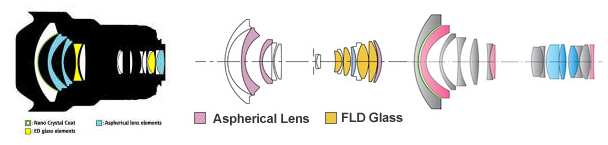 Aspherical Lens FLD Glass
: Nano Crystal Coat : Aspherical lens elements
: ED glass elements